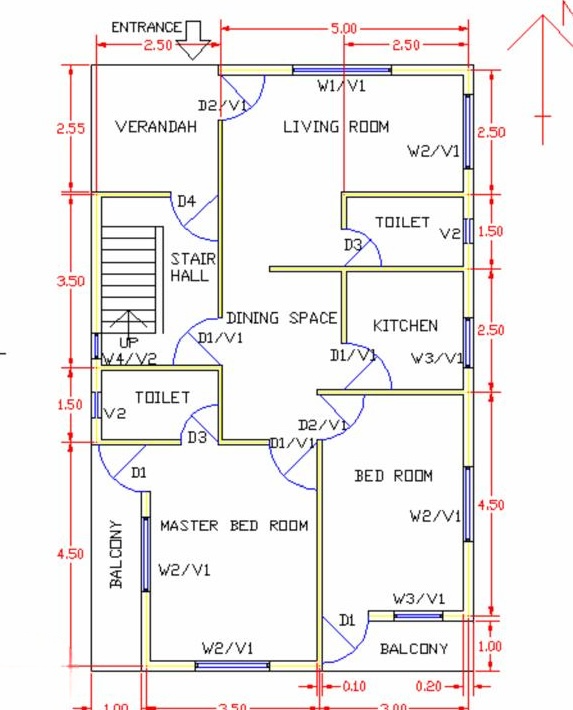 ENTRANCE
5.00
N
2.50
2.50
W1/V1
D2/V1
2.55
VERANDAH
LIVING ROOM
2.50
W2/V1
D4
TOILET
1.50
V2
D3
STAIR
HALL
3.50
DINING SPACE
KITCHEN
2.50
UP
D1/V1
D1/V1
W3/V1
W4/V2
TOILET
1.50
V2
D3
D2/V1
D1/V1
D1
BED ROOM
4.50
W2/V1
MASTER BED ROOM
BALCONY
4.50
W2/V1
W3/V1
D1
W2/V1
BALCONY
1.00
0.10
0.20
1.00
3.50
3.00